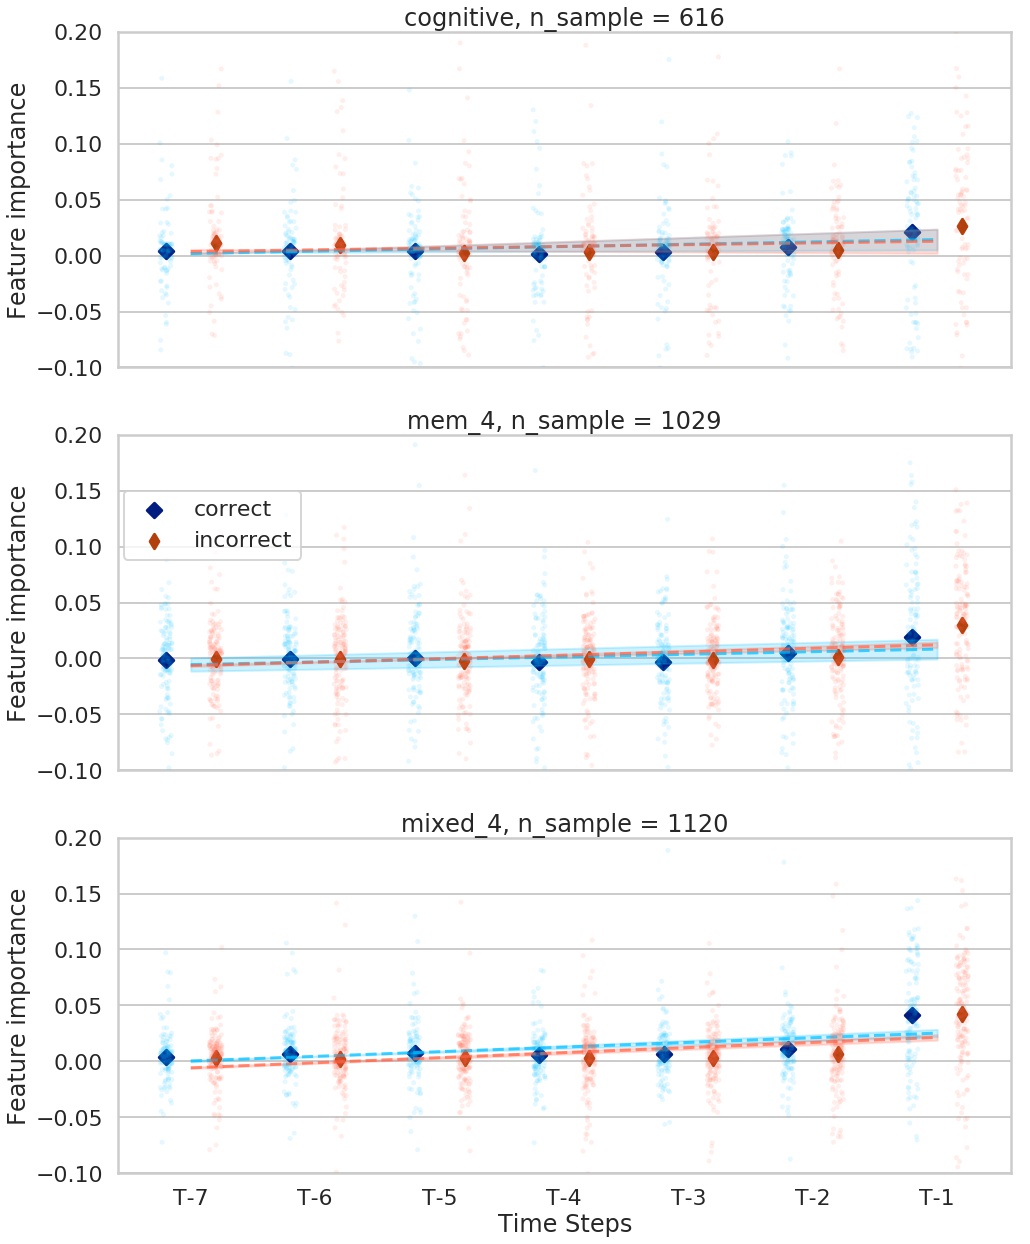 cognitive, n_sample = 616
Feature importance
0.20
0.15
0.10
0.05
0.00
−0.05
−0.10
mem_4, n_sample = 1029
Feature importance
0.20
0.15
0.10
0.05
0.00
−0.05
−0.10
correct
incorrect
mixed_4, n_sample = 1120
Feature importance
0.20
0.15
0.10
0.05
0.00
−0.05
−0.10
T-7 T-6 T-5 T-4 T-3 T-2 T-1
Time Steps